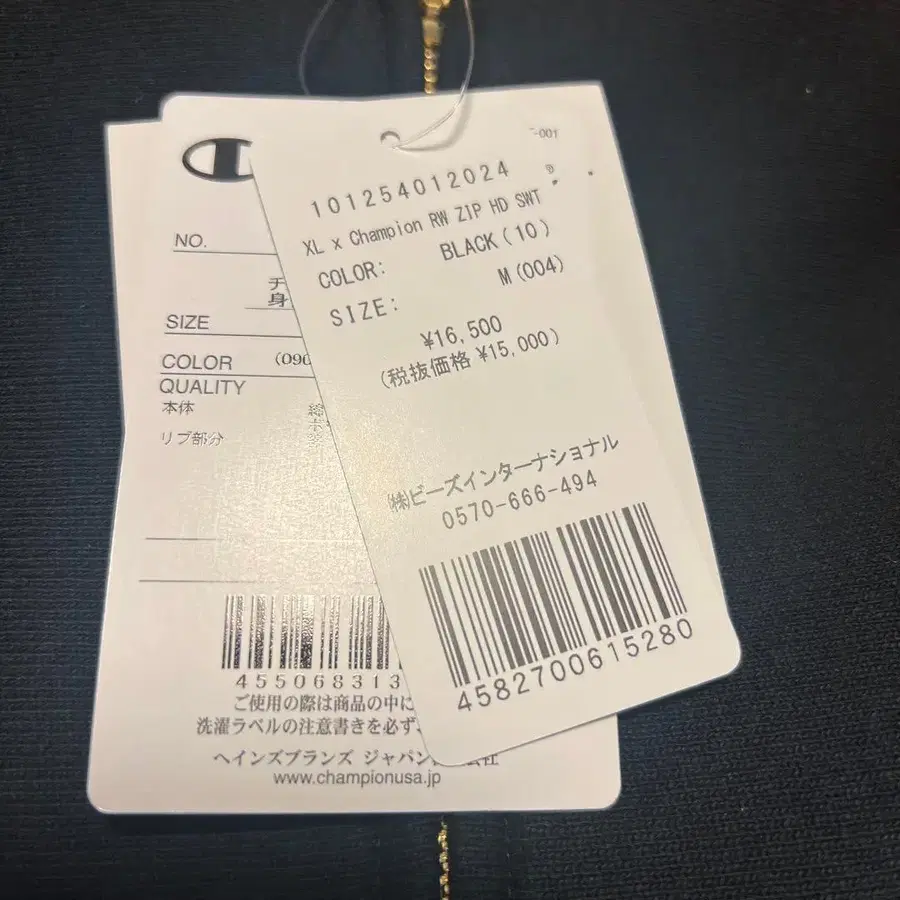 -001
101254012024
XL x Champion RW ZIP HD SWT
COLOR: BLACK(10)
SIZE: M(004)
¥16,500
(税抜価格 ¥15,000)
㈱ビーズインターナショナル
0570-666-494
4582700615280
NO.
チ
身
SIZE
COLOR (090
QUALITY
本体
リブ部分
455068313
ご使用の際は商品の中に
洗濯ラベルの注意書きを必ず
ヘインズブランズ ジャパン
www.championusa.jp